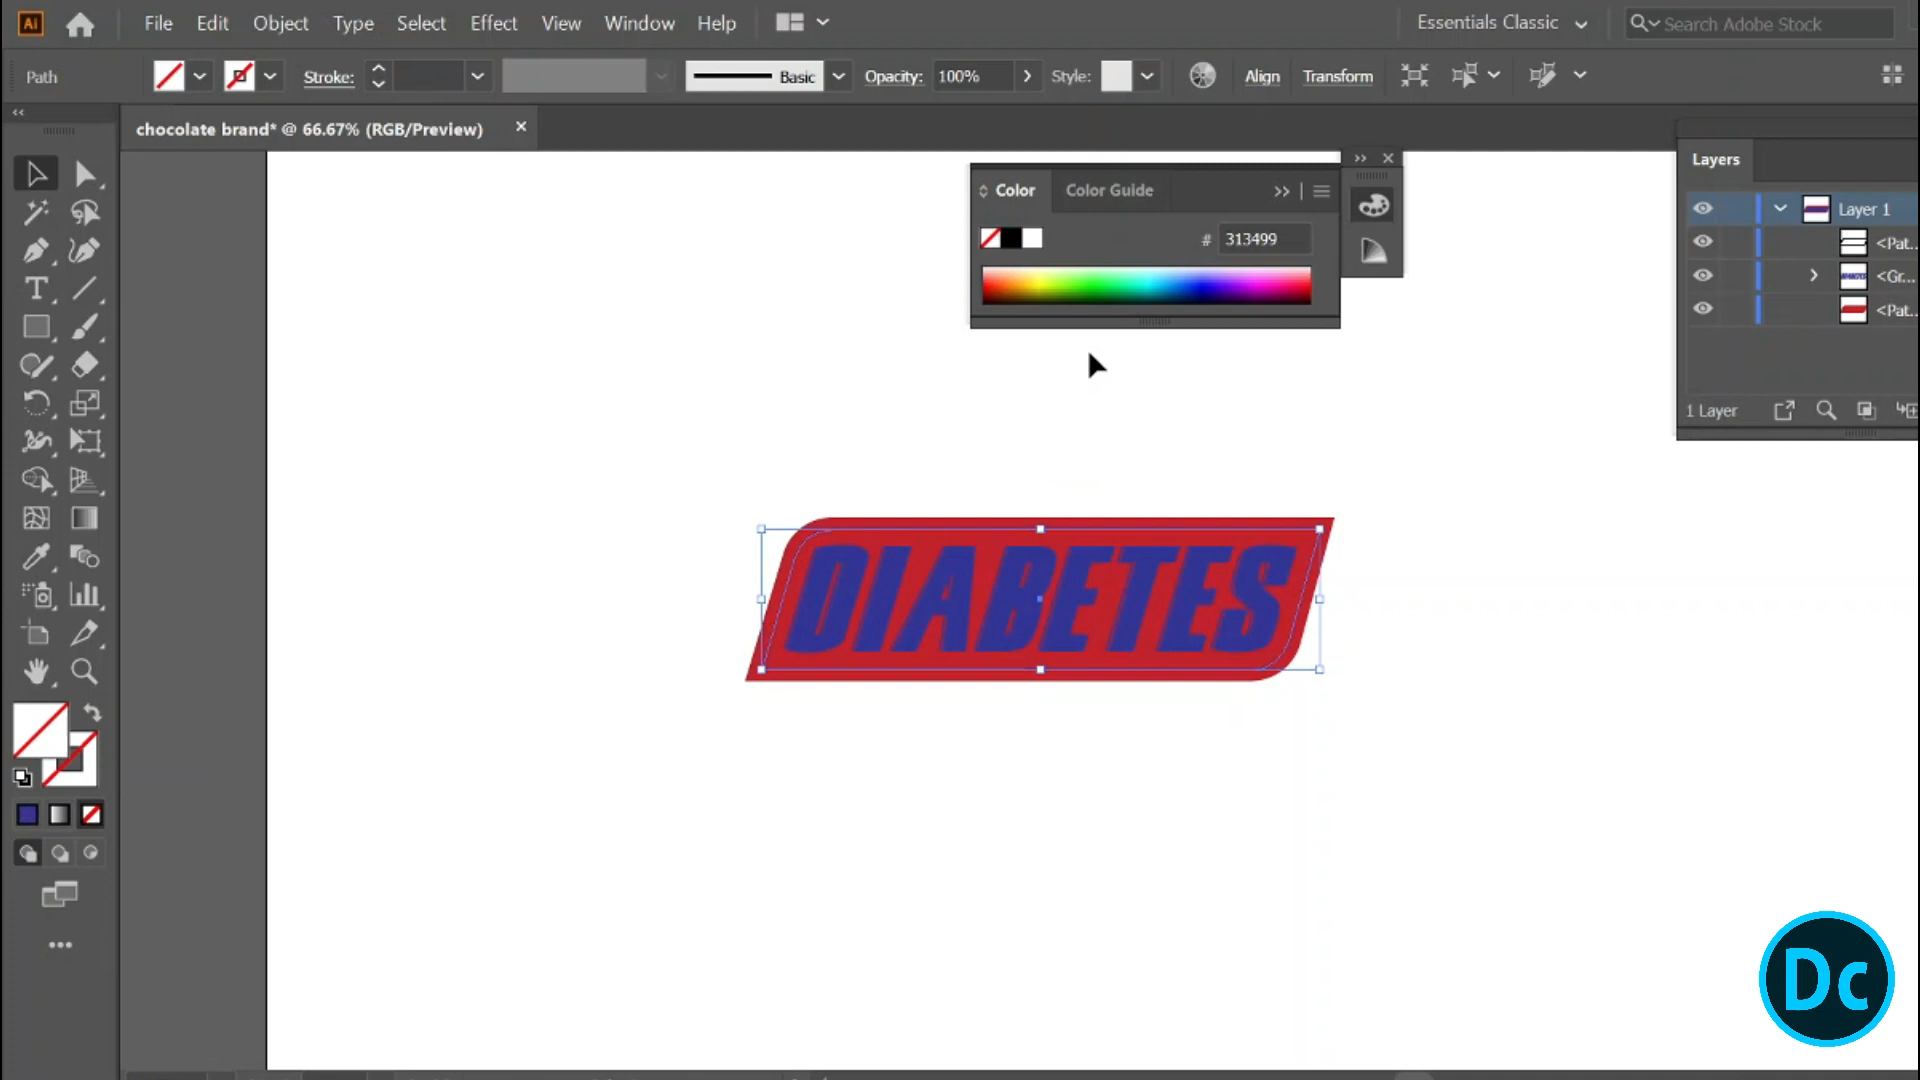 Ai File Edit Object Type Select Effect View Window Help Essentials Classic Search Adobe Stock
Path Stroke: Basic Opacity: 100% Style: Align Transform
chocolate brand* @ 66.67% (RGB/Preview)
Layers
Color Color Guide
Layer 1
# 313499
<Pat...
<Gr...
<Pat...
1 Layer
DIABETES
Dc